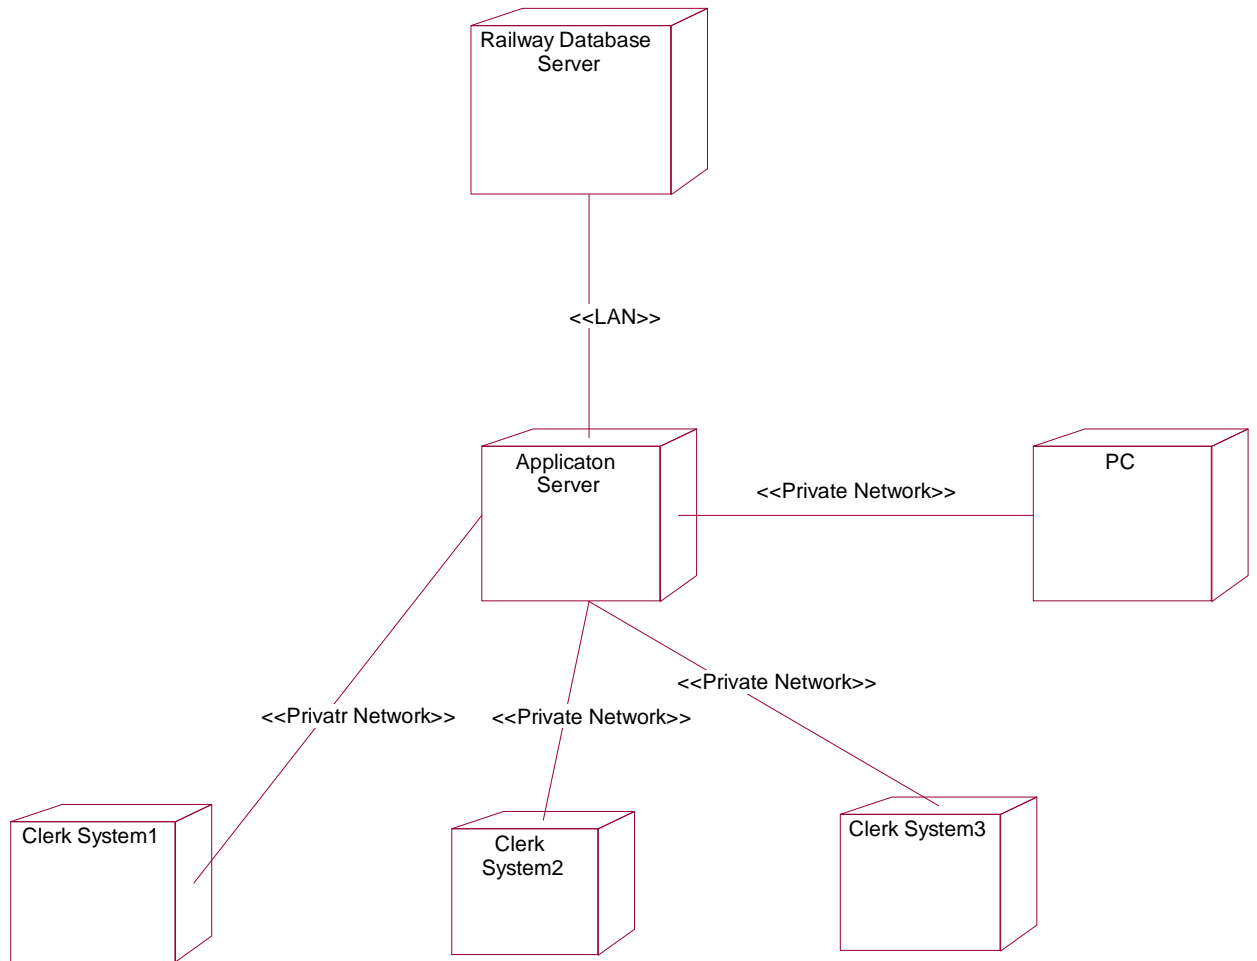 Railway Database
Server
<<LAN>>
Applicaton
Server
<<Private Network>>
PC
<<Private Network>>
<<Privatr Network>>
<<Private Network>>
Clerk System1
Clerk
System2
Clerk System3